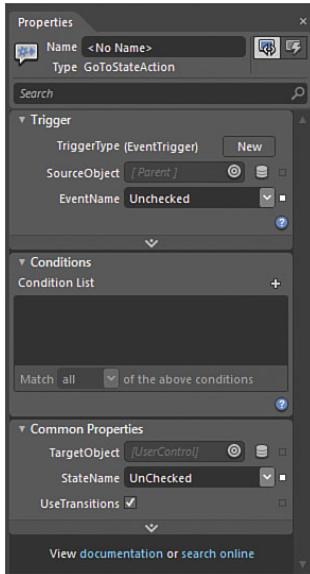 Properties
Name <No Name>
Type GoToStateAction
Search
Trigger
TriggerType (EventTrigger) New
SourceObject [Parent]
EventName Unchecked
?
Conditions
Condition List +
Match all of the above conditions
?
Common Properties
TargetObject [UserControl]
StateName UnChecked
UseTransitions
View documentation or search online